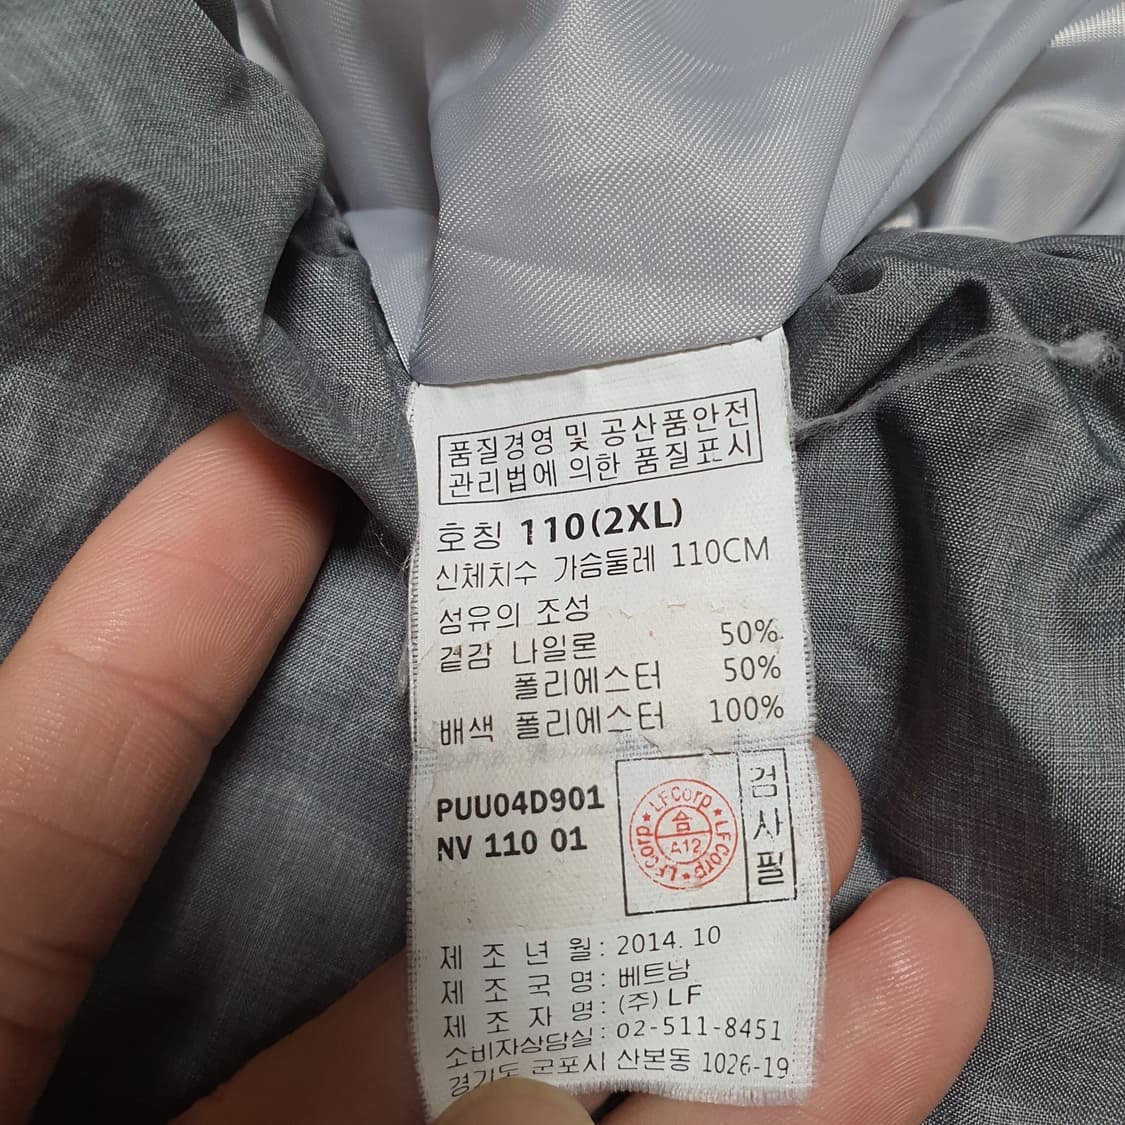 품질경영 및 공산품안전
관리법에 의한 품질표시
호칭 110(2XL)
신체치수 가슴둘레 110CM
섬유의 조성
겉감 나일론 50%
폴리에스터 50%
배색 폴리에스터 100%
PUU04D901
NV 110 01
LFCorp★LFCorp★LFCorp★
합
A12
검사필
제 조 년 월: 2014. 10
제 조 국 명: 베트남
제 조 자 명: (주) LF
소비자상담실: 02-511-8451
경기도 군포시 산본동 1026-19